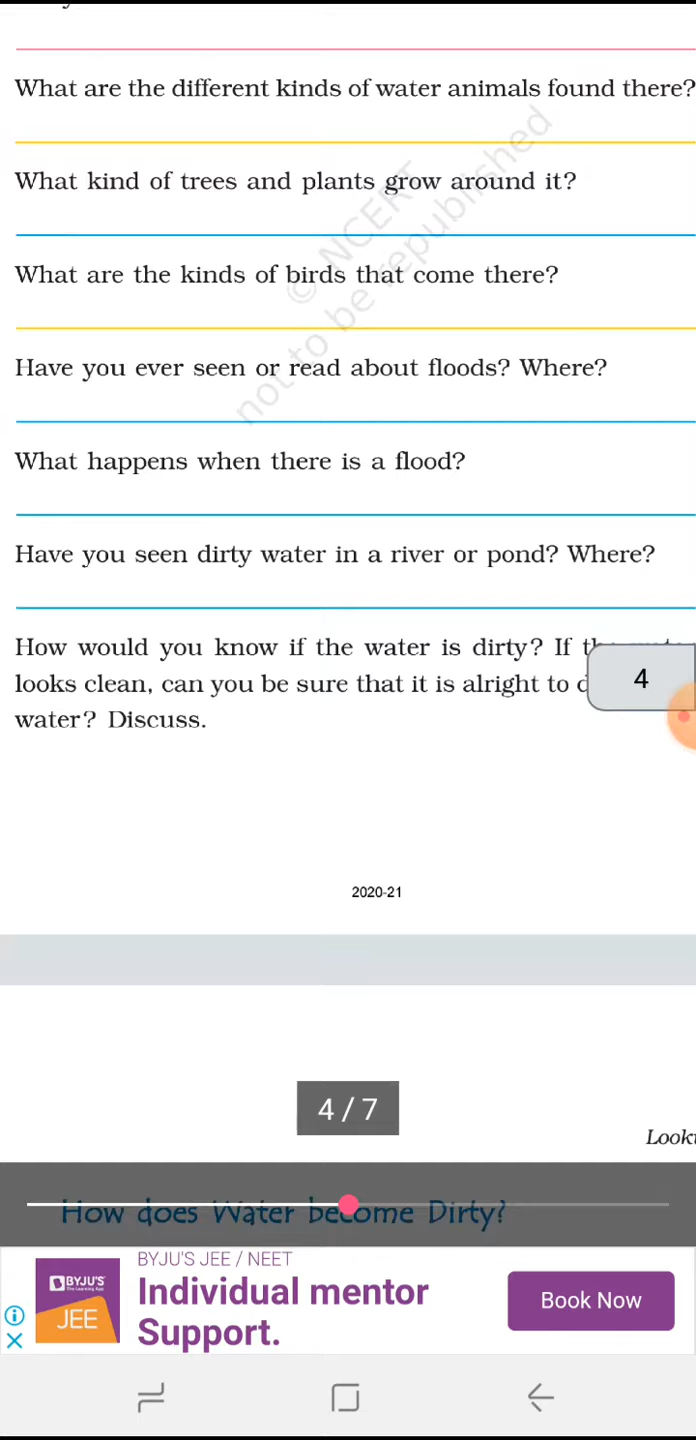 What are the different kinds of water animals found there?
What kind of trees and plants grow around it?
What are the kinds of birds that come there?
Have you ever seen or read about floods? Where?
What happens when there is a flood?
Have you seen dirty water in a river or pond? Where?
How would you know if the water is dirty? If
looks clean, can you be sure that it is alright to
water? Discuss.
© NCERT
not to be republished
4
2020-21
4 / 7
How does Water become Dirty?
BYJU'S JEE / NEET
BYJU'S
JEE
Individual mentor
Support.
Book Now